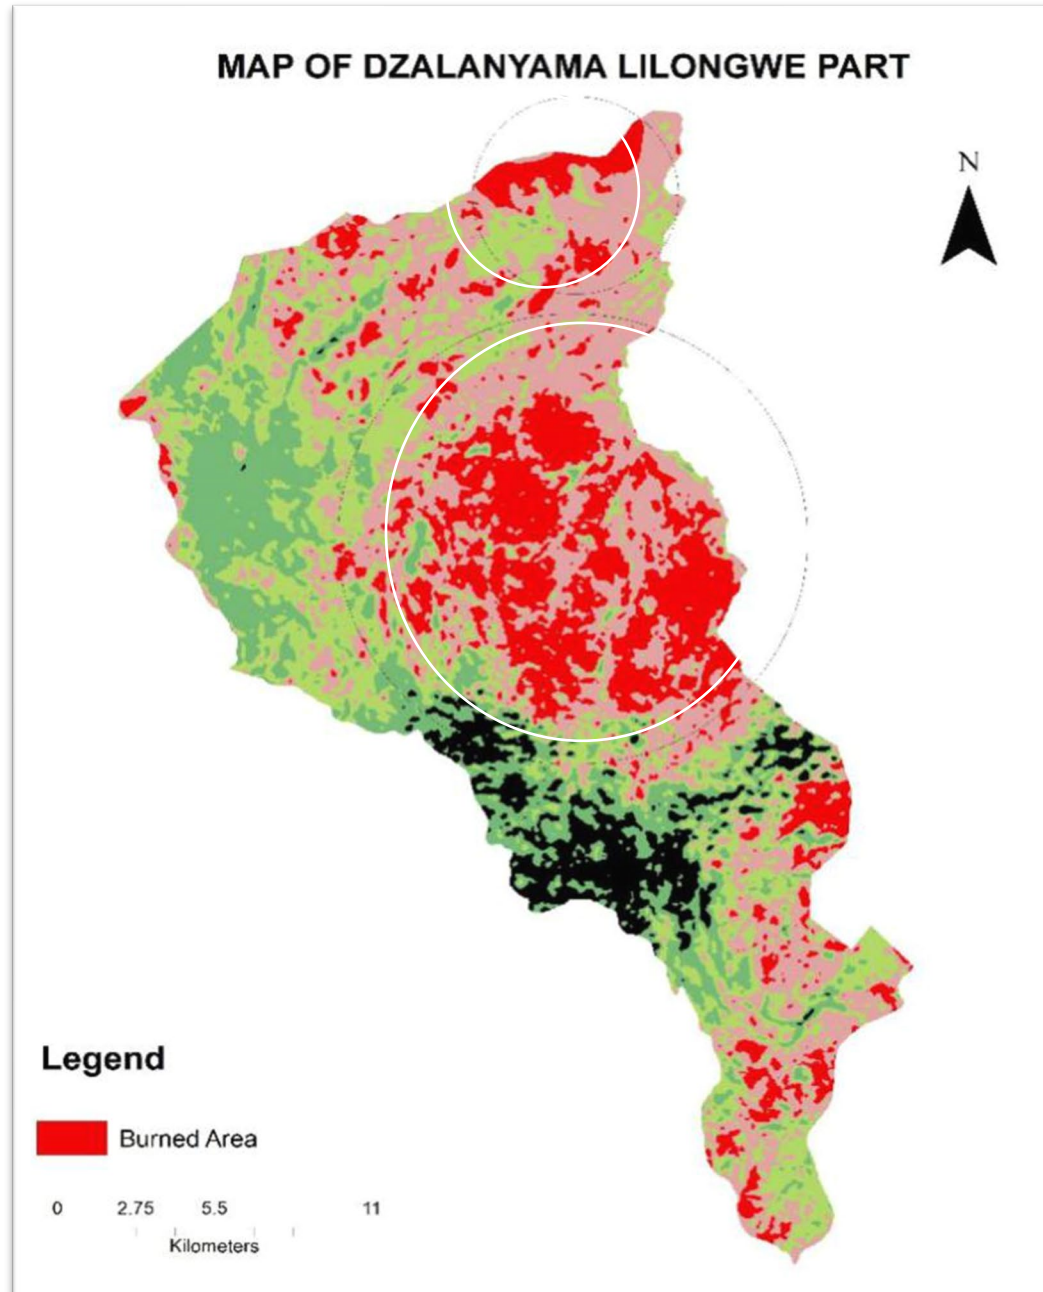 MAP OF DZALANYAMA LILONGWE PART
N
Legend
Burned Area
0 2.75 5.5 11
Kilometers